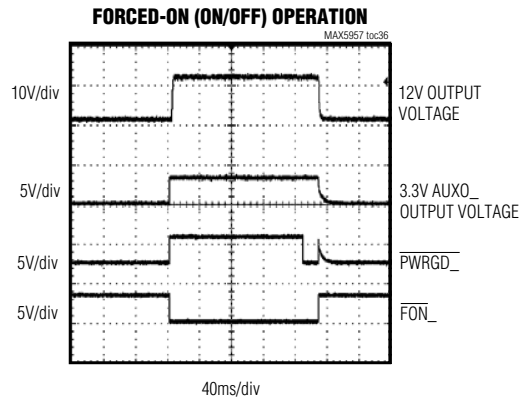 FORCED-ON (ON/OFF) OPERATION
MAX5957 toc36
10V/div
12V OUTPUT
VOLTAGE
5V/div
3.3V AUXO_
OUTPUT VOLTAGE
5V/div
PWRGD_
5V/div
FON_
40ms/div